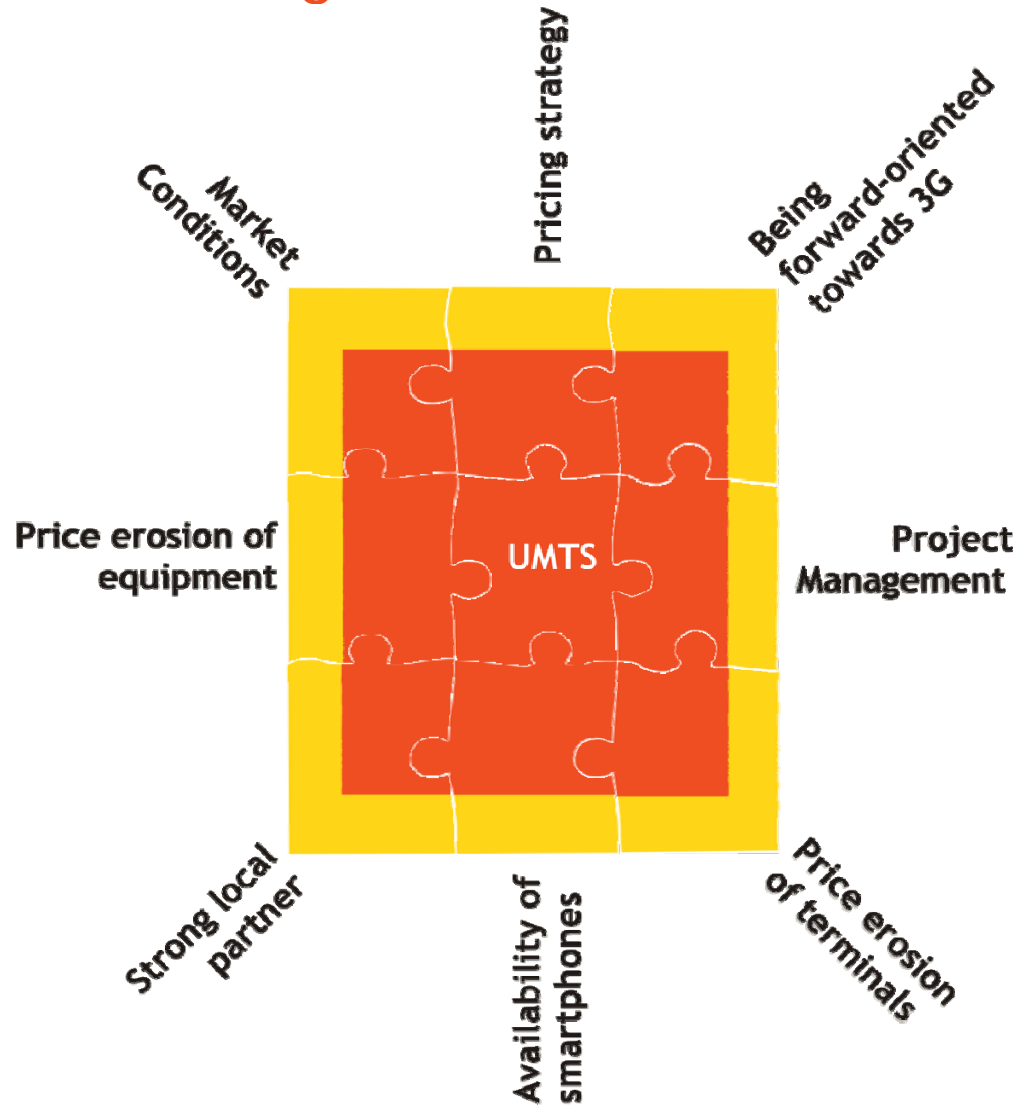 Pricing strategy
Being
forward-oriented
towards 3G
Market
Conditions
Price erosion of
equipment
UMTS
Project
Management
Strong local
partner
Availability of
smartphones
Price erosion
of terminals